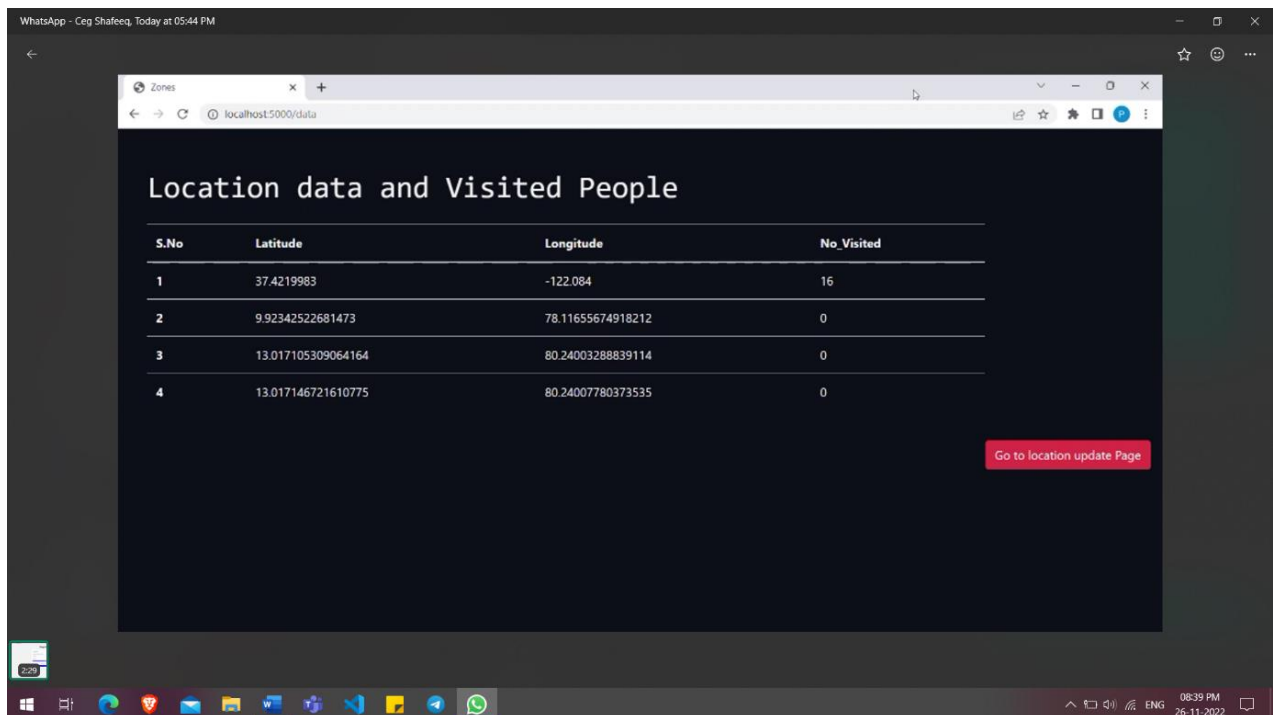 WhatsApp - Ceg Shafeeq, Today at 05:44 PM
Zones
localhost:5000/data
P
Location data and Visited People
S.No Latitude Longitude No_Visited
1 37.4219983 -122.084 16
2 9.92342522681473 78.11655674918212 0
3 13.017105309064164 80.24003288839114 0
4 13.017146721610775 80.24007780373535 0
Go to location update Page
2:29
ENG
08:39 PM
26-11-2022